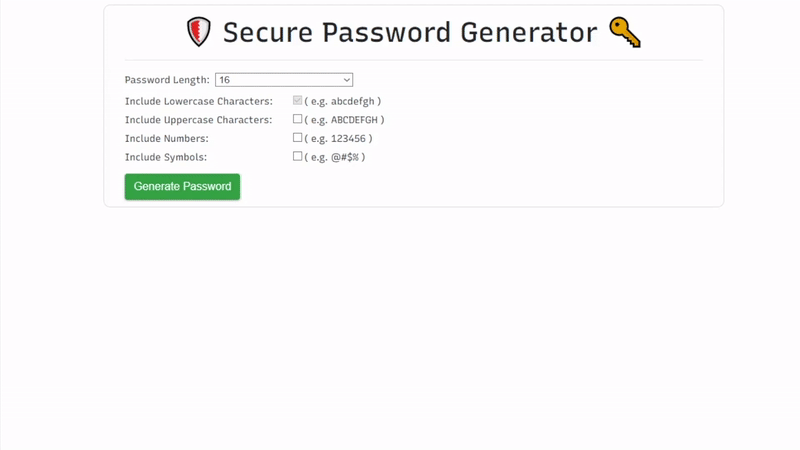 Secure Password Generator
Password Length: 16
Include Lowercase Characters: ( e.g. abcdefgh )
Include Uppercase Characters: ( e.g. ABCDEFGH )
Include Numbers: ( e.g. 123456 )
Include Symbols: ( e.g. @#$% )
Generate Password